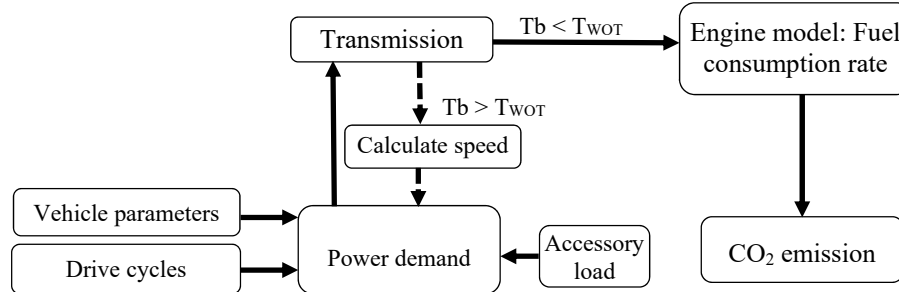 Transmission
Tb < TWOT
Engine model: Fuel
consumption rate
Tb > TWOT
Calculate speed
Vehicle parameters
Drive cycles
Power demand
Accessory
load
CO₂ emission